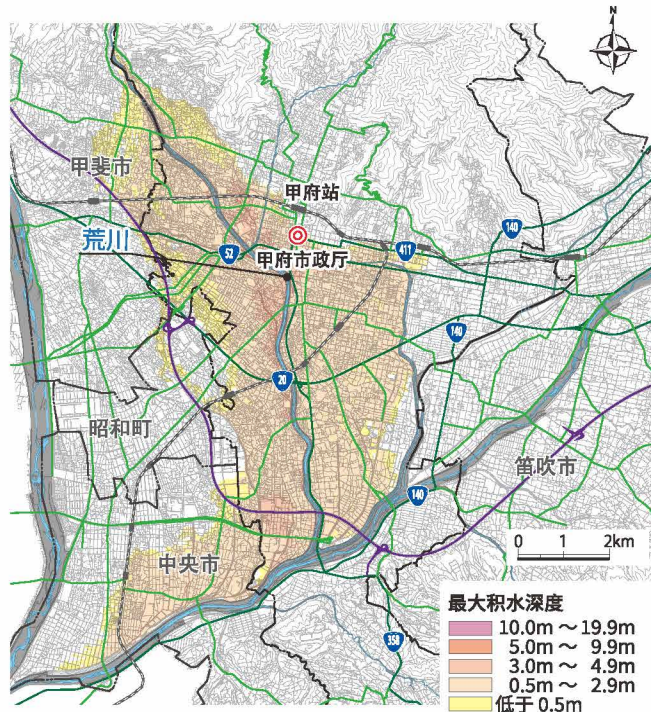 N
甲斐市
甲府站
荒川
52
甲府市政厅
411
140
140
20
昭和町
笛吹市
140
中央市
0 1 2km
358
最大积水深度
10.0m ～ 19.9m
5.0m ～ 9.9m
3.0m ～ 4.9m
0.5m ～ 2.9m
低于 0.5m